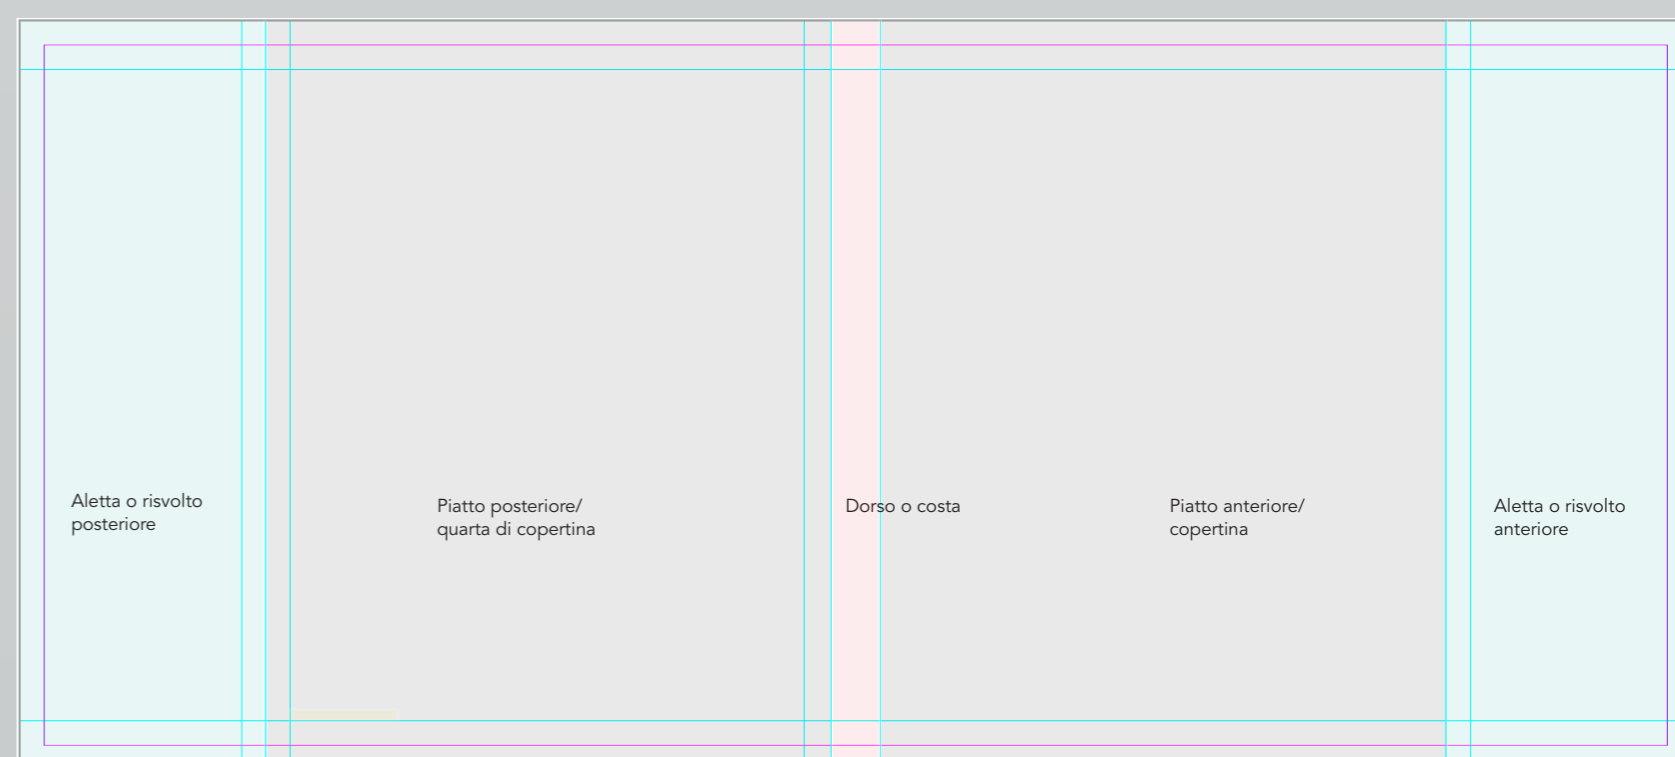 Aletta o risvolto
posteriore
Piatto posteriore/
quarta di copertina
Dorso o costa
Piatto anteriore/
copertina
Aletta o risvolto
anteriore